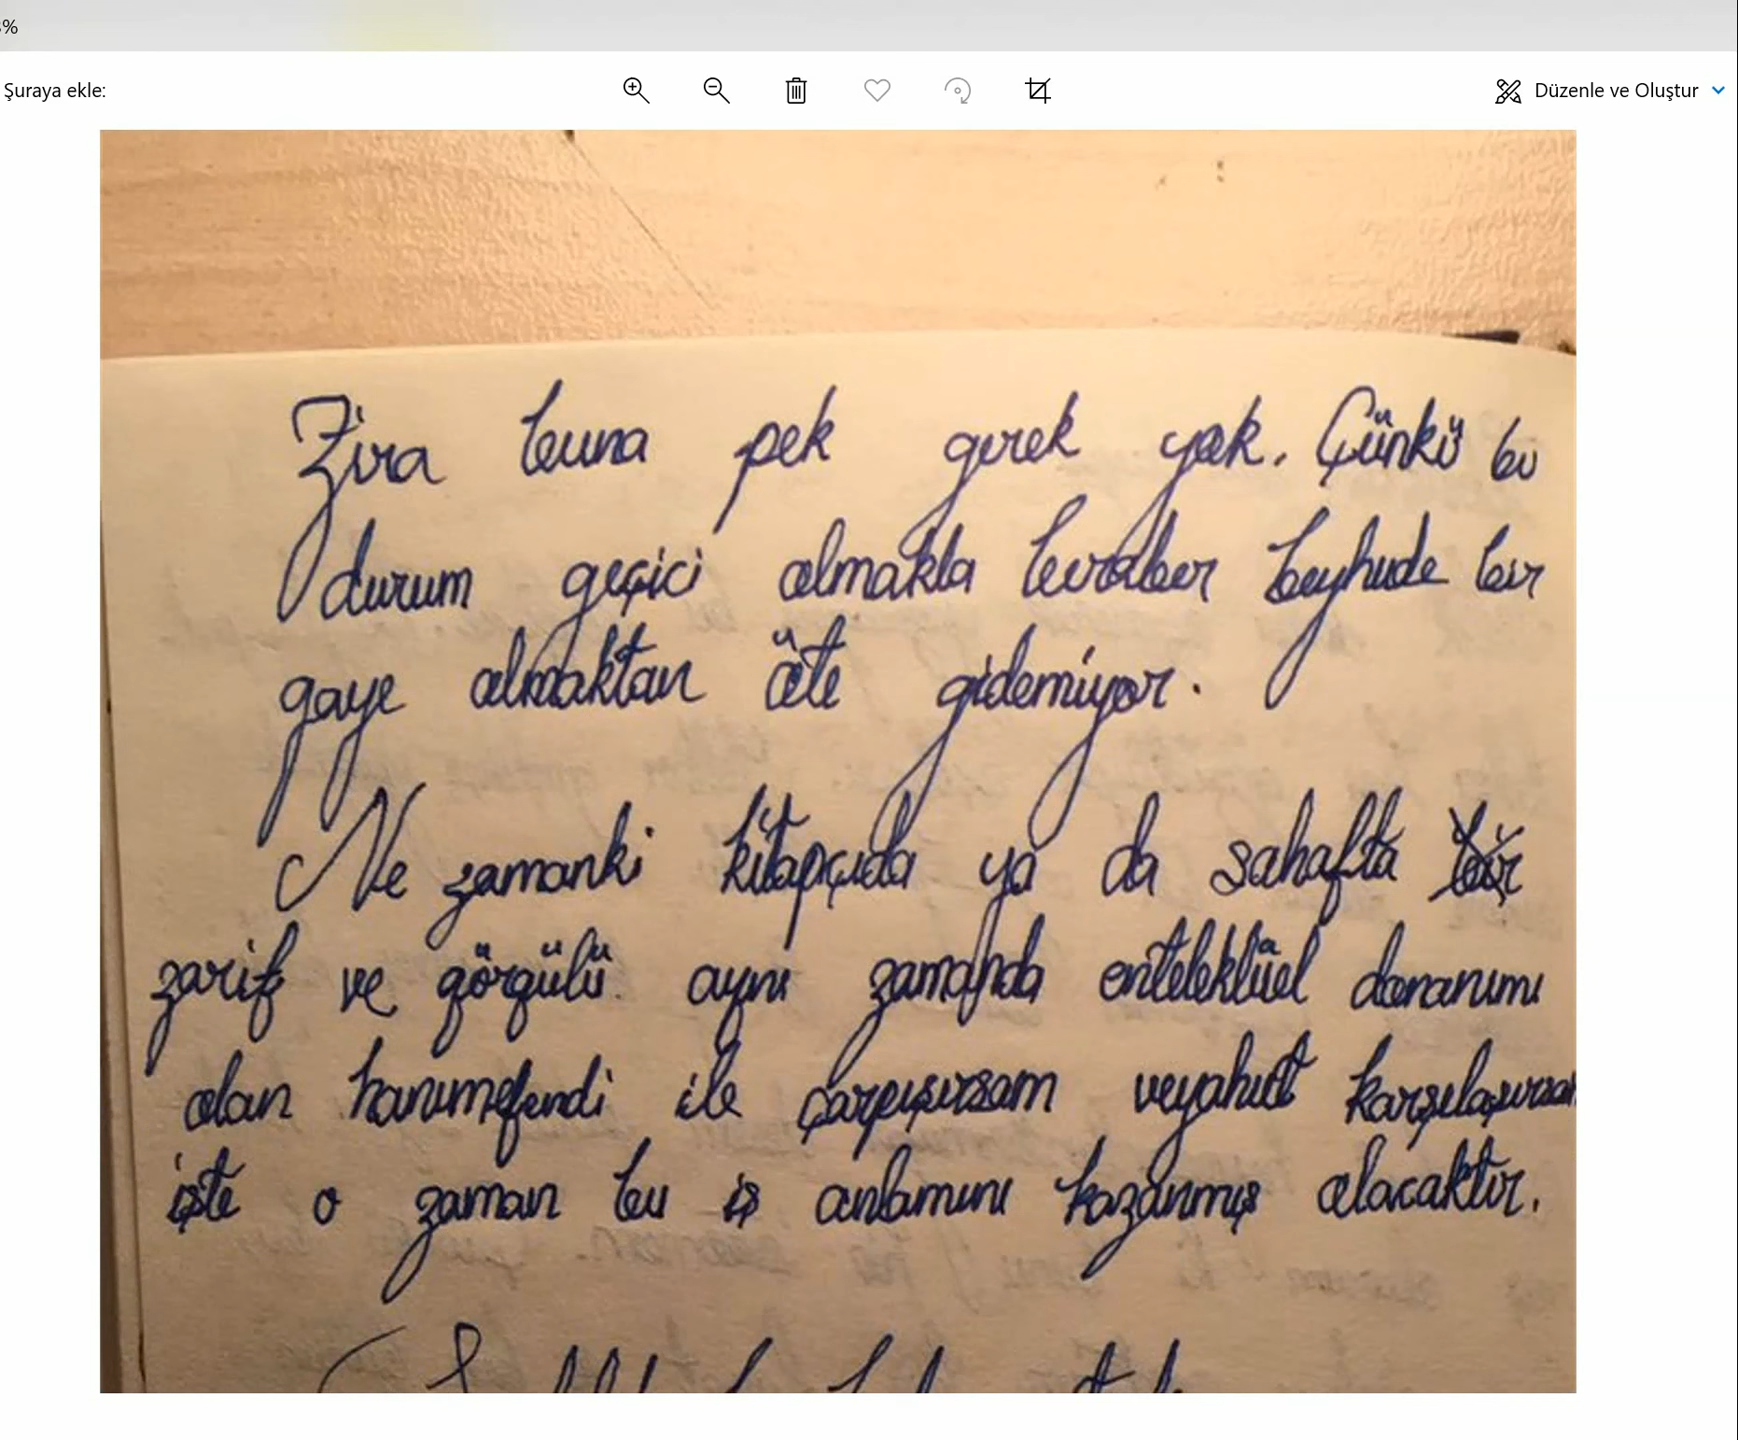 %
Şuraya ekle:
Düzenle ve Oluştur
Zira buna pek gerek yok. Çünkü bu
durum geçici olmakla beraber beyhude bir
gaye olmaktan öte gidemiyor.
Ne zamanki kitapçıda ya da sahafta bir
zarif ve görgülü aynı zamanda entelektüel donanımı
olan hanımefendi ile çarpışırsam veyahut karşılaşırsam
işte o zaman bu iş anlamını kazanmış olacaktır.